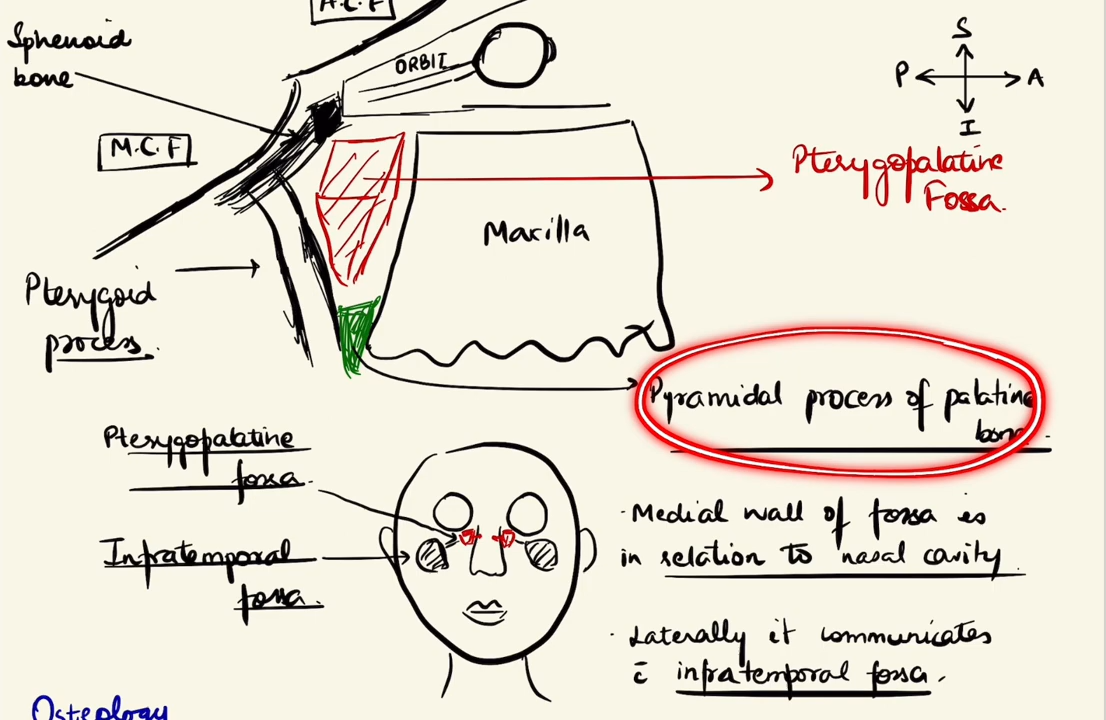 A.C.F
Sphenoid
bone
ORBIT
S
P
A
I
M.C.F
Pterygopalatine
Fossa.
Maxilla
Pterygoid
process.
Pyramidal process of palatine
bone.
Pterygopalatine
fossa.
Infratemporal
fossa.
· Medial wall of fossa is
in relation to nasal cavity.
· Laterally it communicates
c̄ infratemporal fossa.
Osteology